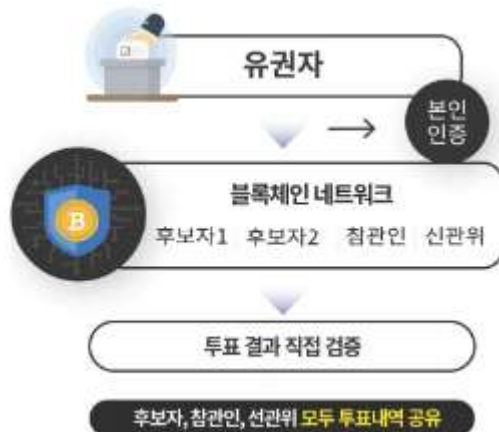 유권자
본인
인증
블록체인 네트워크
후보자1 후보자2 참관인 신관위
투표 결과 직접 검증
후보자, 참관인, 선관위 모두 투표내역 공유